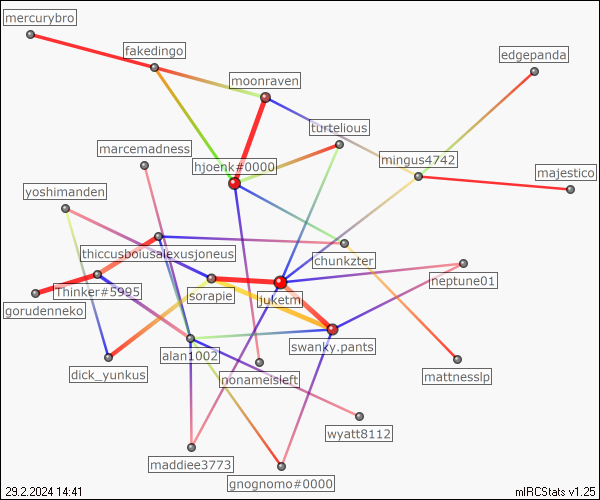 mercurybro
fakedingo
edgepanda
moonraven
turtelious
marcemadness
mingus4742
hjoenk#0000
majestico
yoshimanden
thiccusboiusalexusjoneus
chunkzter
neptune01
Thinker#5995
sorapie
juketm
gorudenneko
swanky.pants
alan1002
dick_yunkus
nonameisleft
mattnesslp
wyatt8112
maddiee3773
gnognomo#0000
29.2.2024 14:41
mIRCStats v1.25